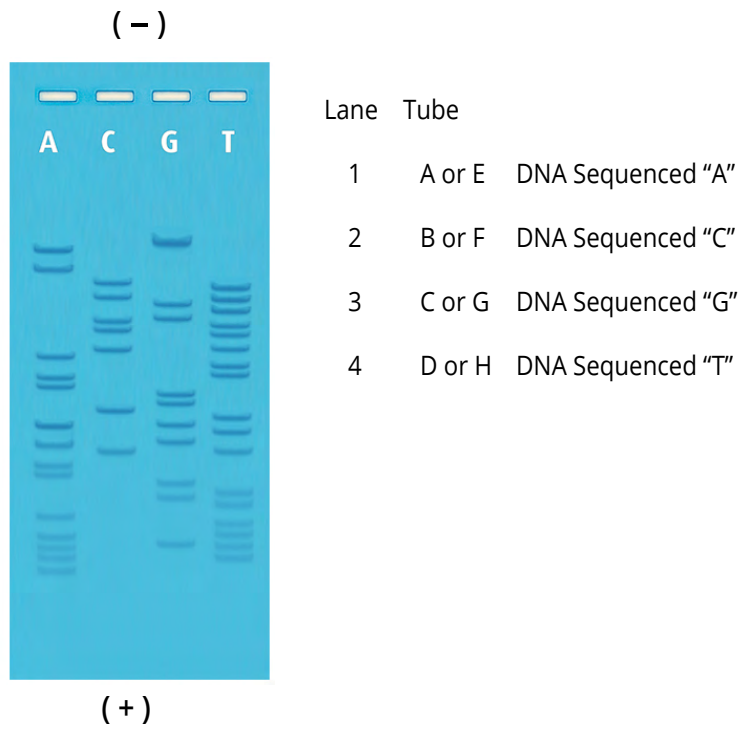 ( – )
A C G T
Lane Tube
1 A or E DNA Sequenced “A”
2 B or F DNA Sequenced “C”
3 C or G DNA Sequenced “G”
4 D or H DNA Sequenced “T”
( + )